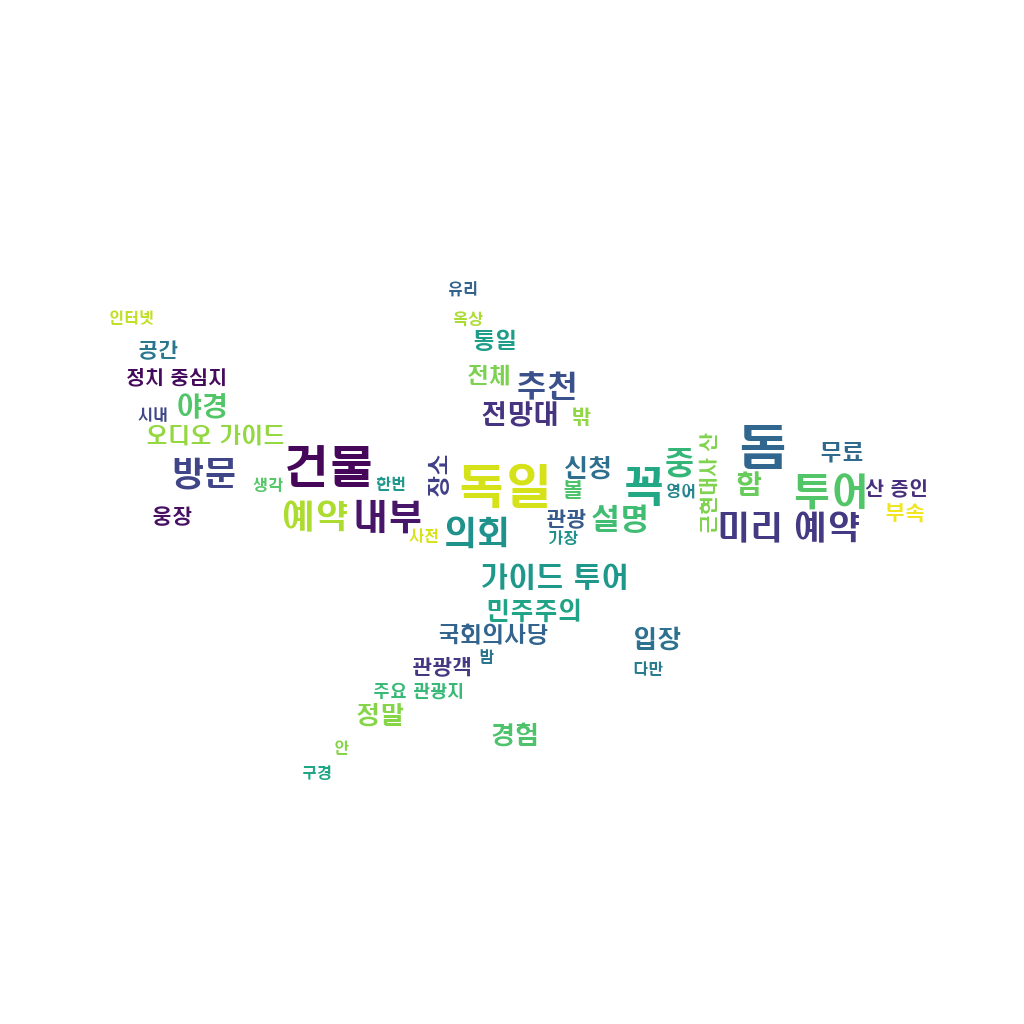 유리
인터넷
옥상
통일
공간
정치 중심지
전체
추천
시내
야경
전망대
밖
오디오 가이드
방문
생각
건물
한번
장소
독일
신청
볼
꼭
중
영어
근현대사 산
돔
함
무료
투어
산 증인
부속
웅장
예약
내부
사전
의회
관광
가장
설명
미리 예약
가이드 투어
민주주의
국회의사당
밤
입장
다만
관광객
주요 관광지
정말
경험
안
구경